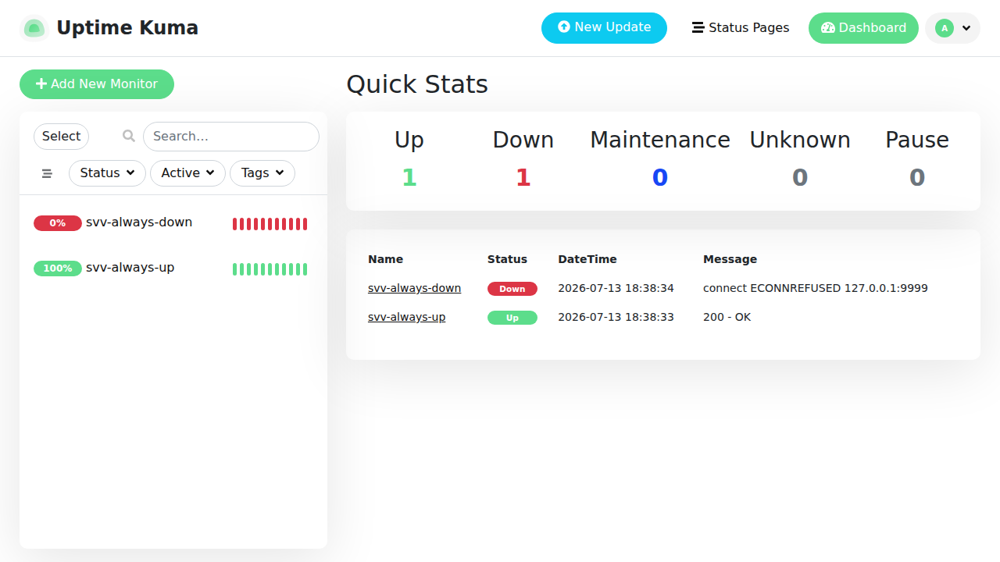 Uptime Kuma
New Update
Status Pages
Dashboard
A
Add New Monitor
Quick Stats
Select
Search...
Status
Active
Tags
0% svv-always-down
100% svv-always-up
Up Down Maintenance Unknown Pause
1 1 0 0 0
Name Status DateTime Message
svv-always-down Down 2026-07-13 18:38:34 connect ECONNREFUSED 127.0.0.1:9999
svv-always-up Up 2026-07-13 18:38:33 200 - OK